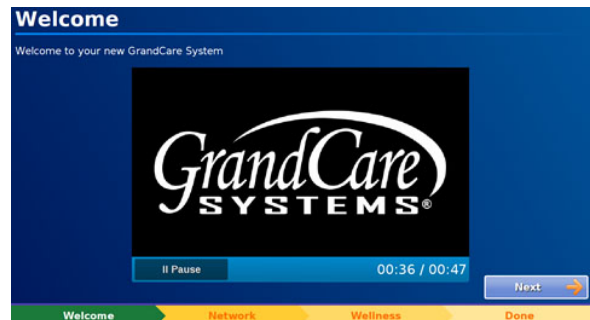 Welcome
Welcome to your new GrandCare System
GrandCare
SYSTEMS®
II Pause
00:36 / 00:47
Next
Welcome
Network
Wellness
Done